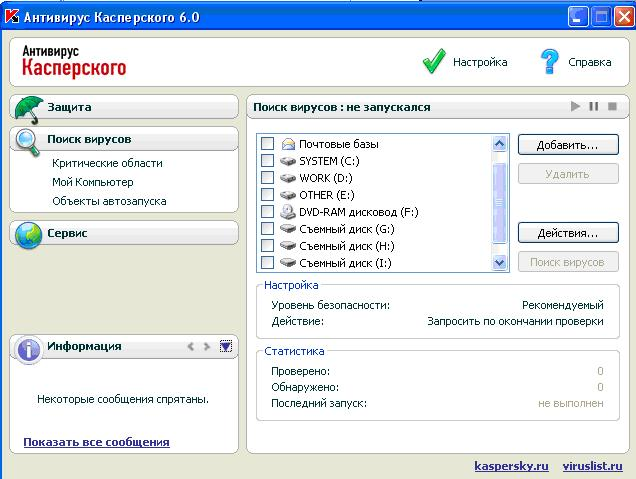 Антивирус Касперского 6.0
Антивирус
Касперского
Настройка
Справка
Защита
Поиск вирусов
Критические области
Мой Компьютер
Объекты автозапуска
Сервис
Информация
Некоторые сообщения спрятаны.
Показать все сообщения
Поиск вирусов : не запускался
Почтовые базы
SYSTEM (C:)
WORK (D:)
OTHER (E:)
DVD-RAM дисковод (F:)
Съемный диск (G:)
Съемный диск (H:)
Съемный диск (I:)
Добавить...
Удалить
Действия...
Поиск вирусов
Настройка
Уровень безопасности: Рекомендуемый
Действие: Запросить по окончании проверки
Статистика
Проверено: 0
Обнаружено: 0
Последний запуск: не выполнен
kaspersky.ru viruslist.ru